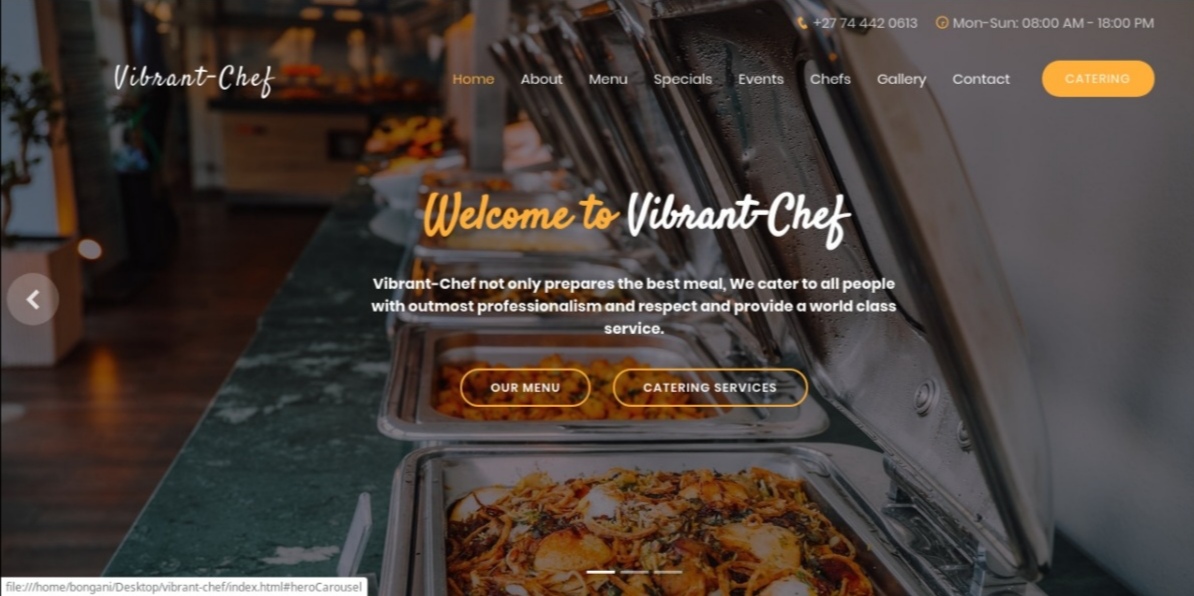 +27 74 442 0613 Mon-Sun: 08:00 AM - 18:00 PM
Vibrant-Chef Home About Menu Specials Events Chefs Gallery Contact CATERING
Welcome to Vibrant-Chef
Vibrant-Chef not only prepares the best meal, We cater to all people
with outmost professionalism and respect and provide a world class
service.
OUR MENU CATERING SERVICES
file:///home/bongani/Desktop/vibrant-chef/index.html#heroCarousel